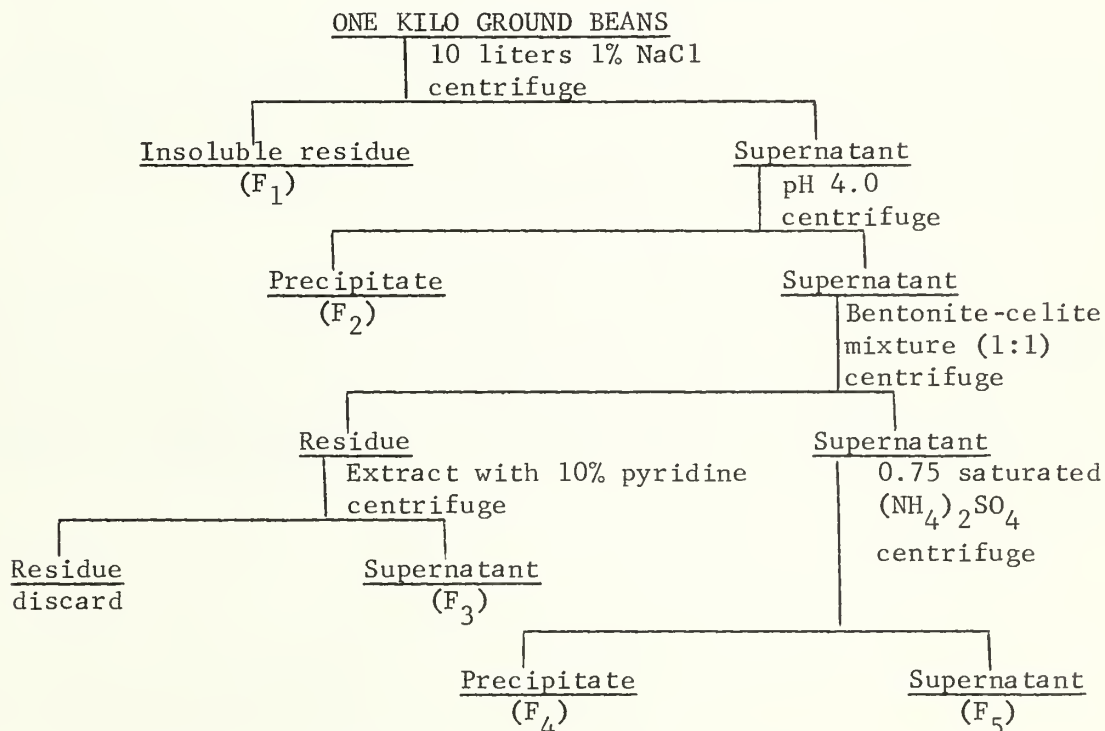 ONE KILO GROUND BEANS
10 liters 1% NaCl
centrifuge
Insoluble residue
(F₁)
Supernatant
pH 4.0
centrifuge
Precipitate
(F₂)
Supernatant
Bentonite-celite
mixture (1:1)
centrifuge
Residue
Extract with 10% pyridine
centrifuge
Supernatant
0.75 saturated
(NH₄)₂SO₄
centrifuge
Residue
discard
Supernatant
(F₃)
Precipitate
(F₄)
Supernatant
(F₅)